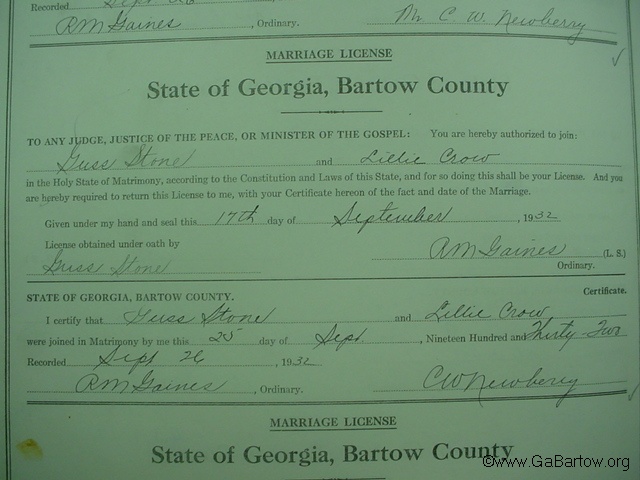 Recorded Sept 26
RM Gaines, Ordinary. Mr C. W. Newberry
MARRIAGE LICENSE
State of Georgia, Bartow County
TO ANY JUDGE, JUSTICE OF THE PEACE, OR MINISTER OF THE GOSPEL: You are hereby authorized to join:
Guss Stone and Lillie Crow
in the Holy State of Matrimony, according to the Constitution and Laws of this State, and for so doing this shall be your License. And you
are hereby required to return this License to me, with your Certificate hereon of the fact and date of the Marriage.
Given under my hand and seal this 17th day of September, 1932
License obtained under oath by RM Gaines (L. S.)
Guss Stone Ordinary.
STATE OF GEORGIA, BARTOW COUNTY. Certificate.
I certify that Guss Stone and Lillie Crow
were joined in Matrimony by me this 25 day of Sept, Nineteen Hundred and Thirty-Two
Recorded Sept 26, 1932
RM Gaines, Ordinary. CW Newberry
MARRIAGE LICENSE
State of Georgia, Bartow County
©www.GaBartow.org